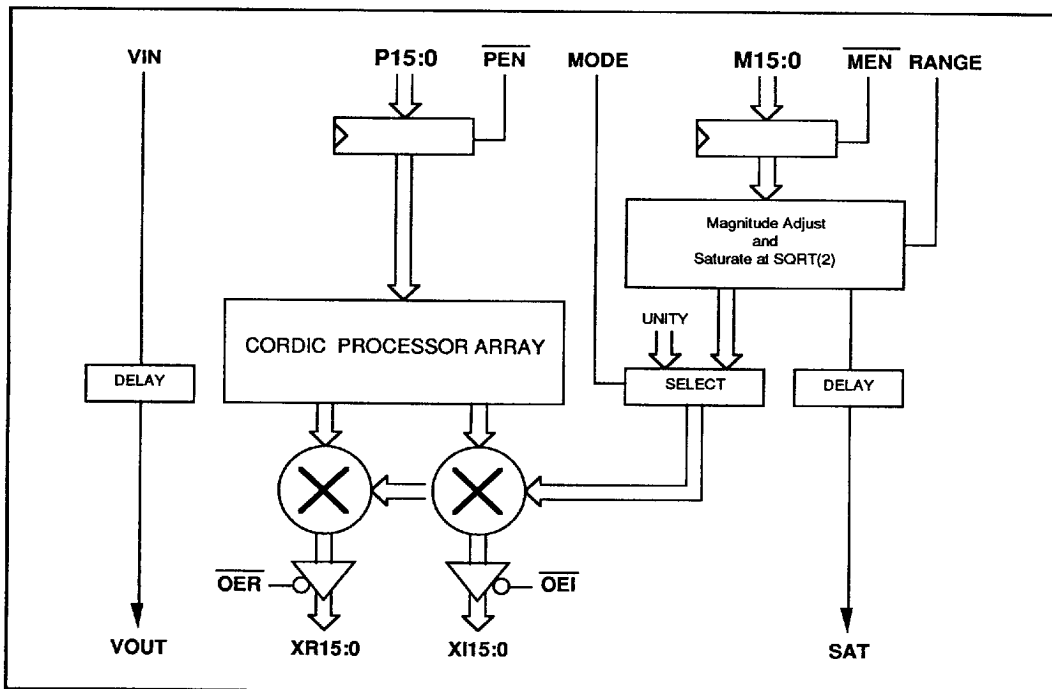 VIN P15:0 PEN MODE M15:0 MEN RANGE
Magnitude Adjust
and
Saturate at SQRT(2)
UNITY
CORDIC PROCESSOR ARRAY
DELAY SELECT DELAY
OER OEI
VOUT XR15:0 XI15:0 SAT